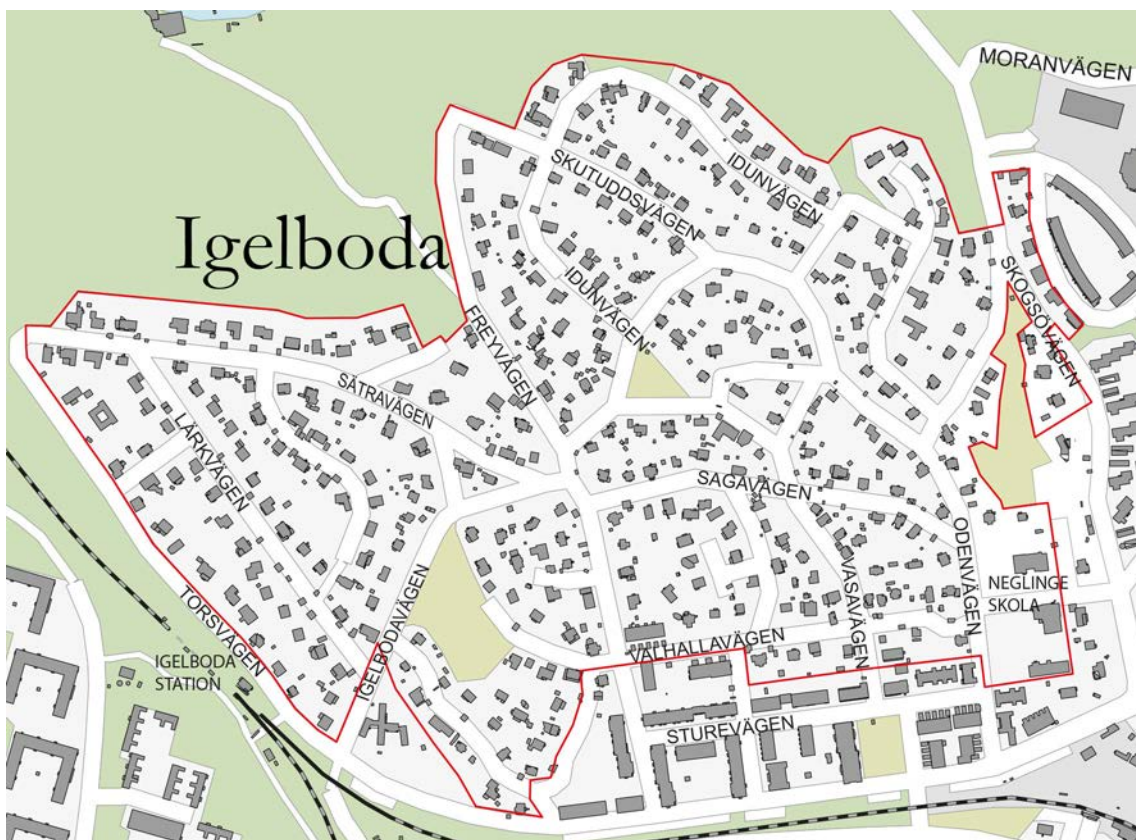 MORANVÄGEN
IDUNVÄGEN
SKUTUDDSVÄGEN
Igelboda
SKOGSÖVÄGEN
IDUNVÄGEN
FREYVÄGEN
SÄTRAVÄGEN
LÄRKVÄGEN
SAGAVÄGEN
ODENVÄGEN
VASAVÄGEN
NEGLINGE
SKOLA
IGELBODAVÄGEN
TORSVÄGEN
VALHALLAVÄGEN
IGELBODA
STATION
STUREVÄGEN